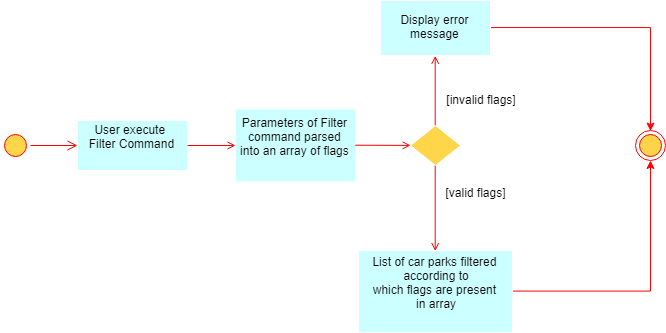 Display error
message
[invalid flags]
User execute
Filter Command
Parameters of Filter
command parsed
into an array of flags
[valid flags]
List of car parks filtered
according to
which flags are present
in array